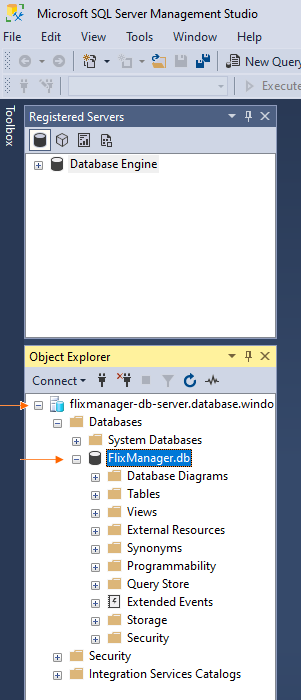 Microsoft SQL Server Management Studio
File Edit View Tools Window Help
New Query
Execute
Toolbox
Registered Servers
Database Engine
Object Explorer
Connect
flixmanager-db-server.database.windo
Databases
System Databases
FlixManager.db
Database Diagrams
Tables
Views
External Resources
Synonyms
Programmability
Query Store
Extended Events
Storage
Security
Security
Integration Services Catalogs